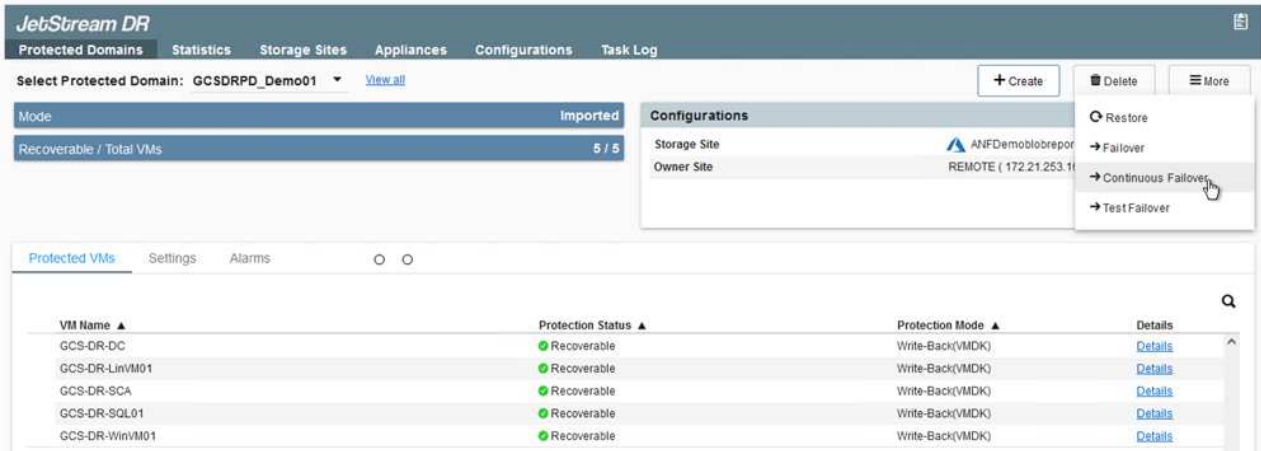 JetStream DR
Protected Domains Statistics Storage Sites Appliances Configurations Task Log
Select Protected Domain: GCSDRPD_Demo01 View all + Create Delete More
Mode Imported
Recoverable / Total VMs 5 / 5
Configurations
Storage Site ANFDemoblobrepor
Owner Site REMOTE ( 172.21.253.16
Restore
Failover
Continuous Failover
Test Failover
Protected VMs Settings Alarms
VM Name ▲ Protection Status ▲ Protection Mode ▲ Details
GCS-DR-DC Recoverable Write-Back(VMDK) Details
GCS-DR-LinVM01 Recoverable Write-Back(VMDK) Details
GCS-DR-SCA Recoverable Write-Back(VMDK) Details
GCS-DR-SQL01 Recoverable Write-Back(VMDK) Details
GCS-DR-WinVM01 Recoverable Write-Back(VMDK) Details